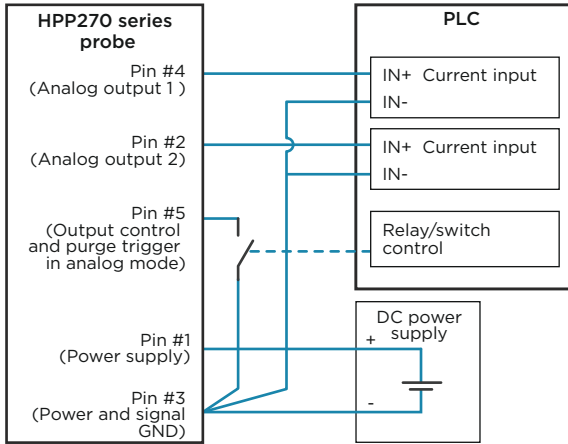 HPP270 series
probe
Pin #4
(Analog output 1 )
Pin #2
(Analog output 2)
Pin #5
(Output control
and purge trigger
in analog mode)
Pin #1
(Power supply)
Pin #3
(Power and signal
GND)
PLC
IN+ Current input
IN-
IN+ Current input
IN-
Relay/switch
control
DC power
supply
+
-